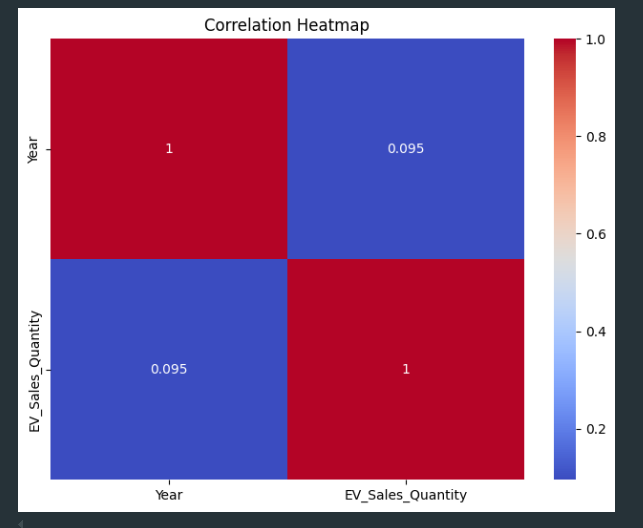 Correlation Heatmap
Year
1
0.095
EV_Sales_Quantity
0.095
1
Year
EV_Sales_Quantity
1.0
0.8
0.6
0.4
0.2